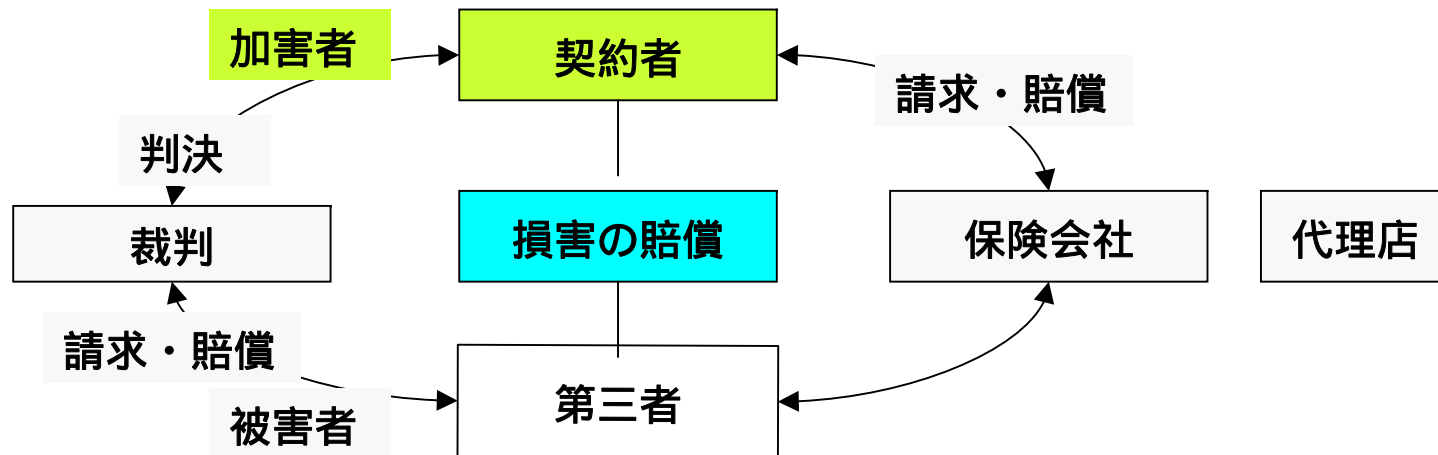 加害者
契約者
請求・賠償
判決
裁判
損害の賠償
保険会社
代理店
請求・賠償
第三者
被害者